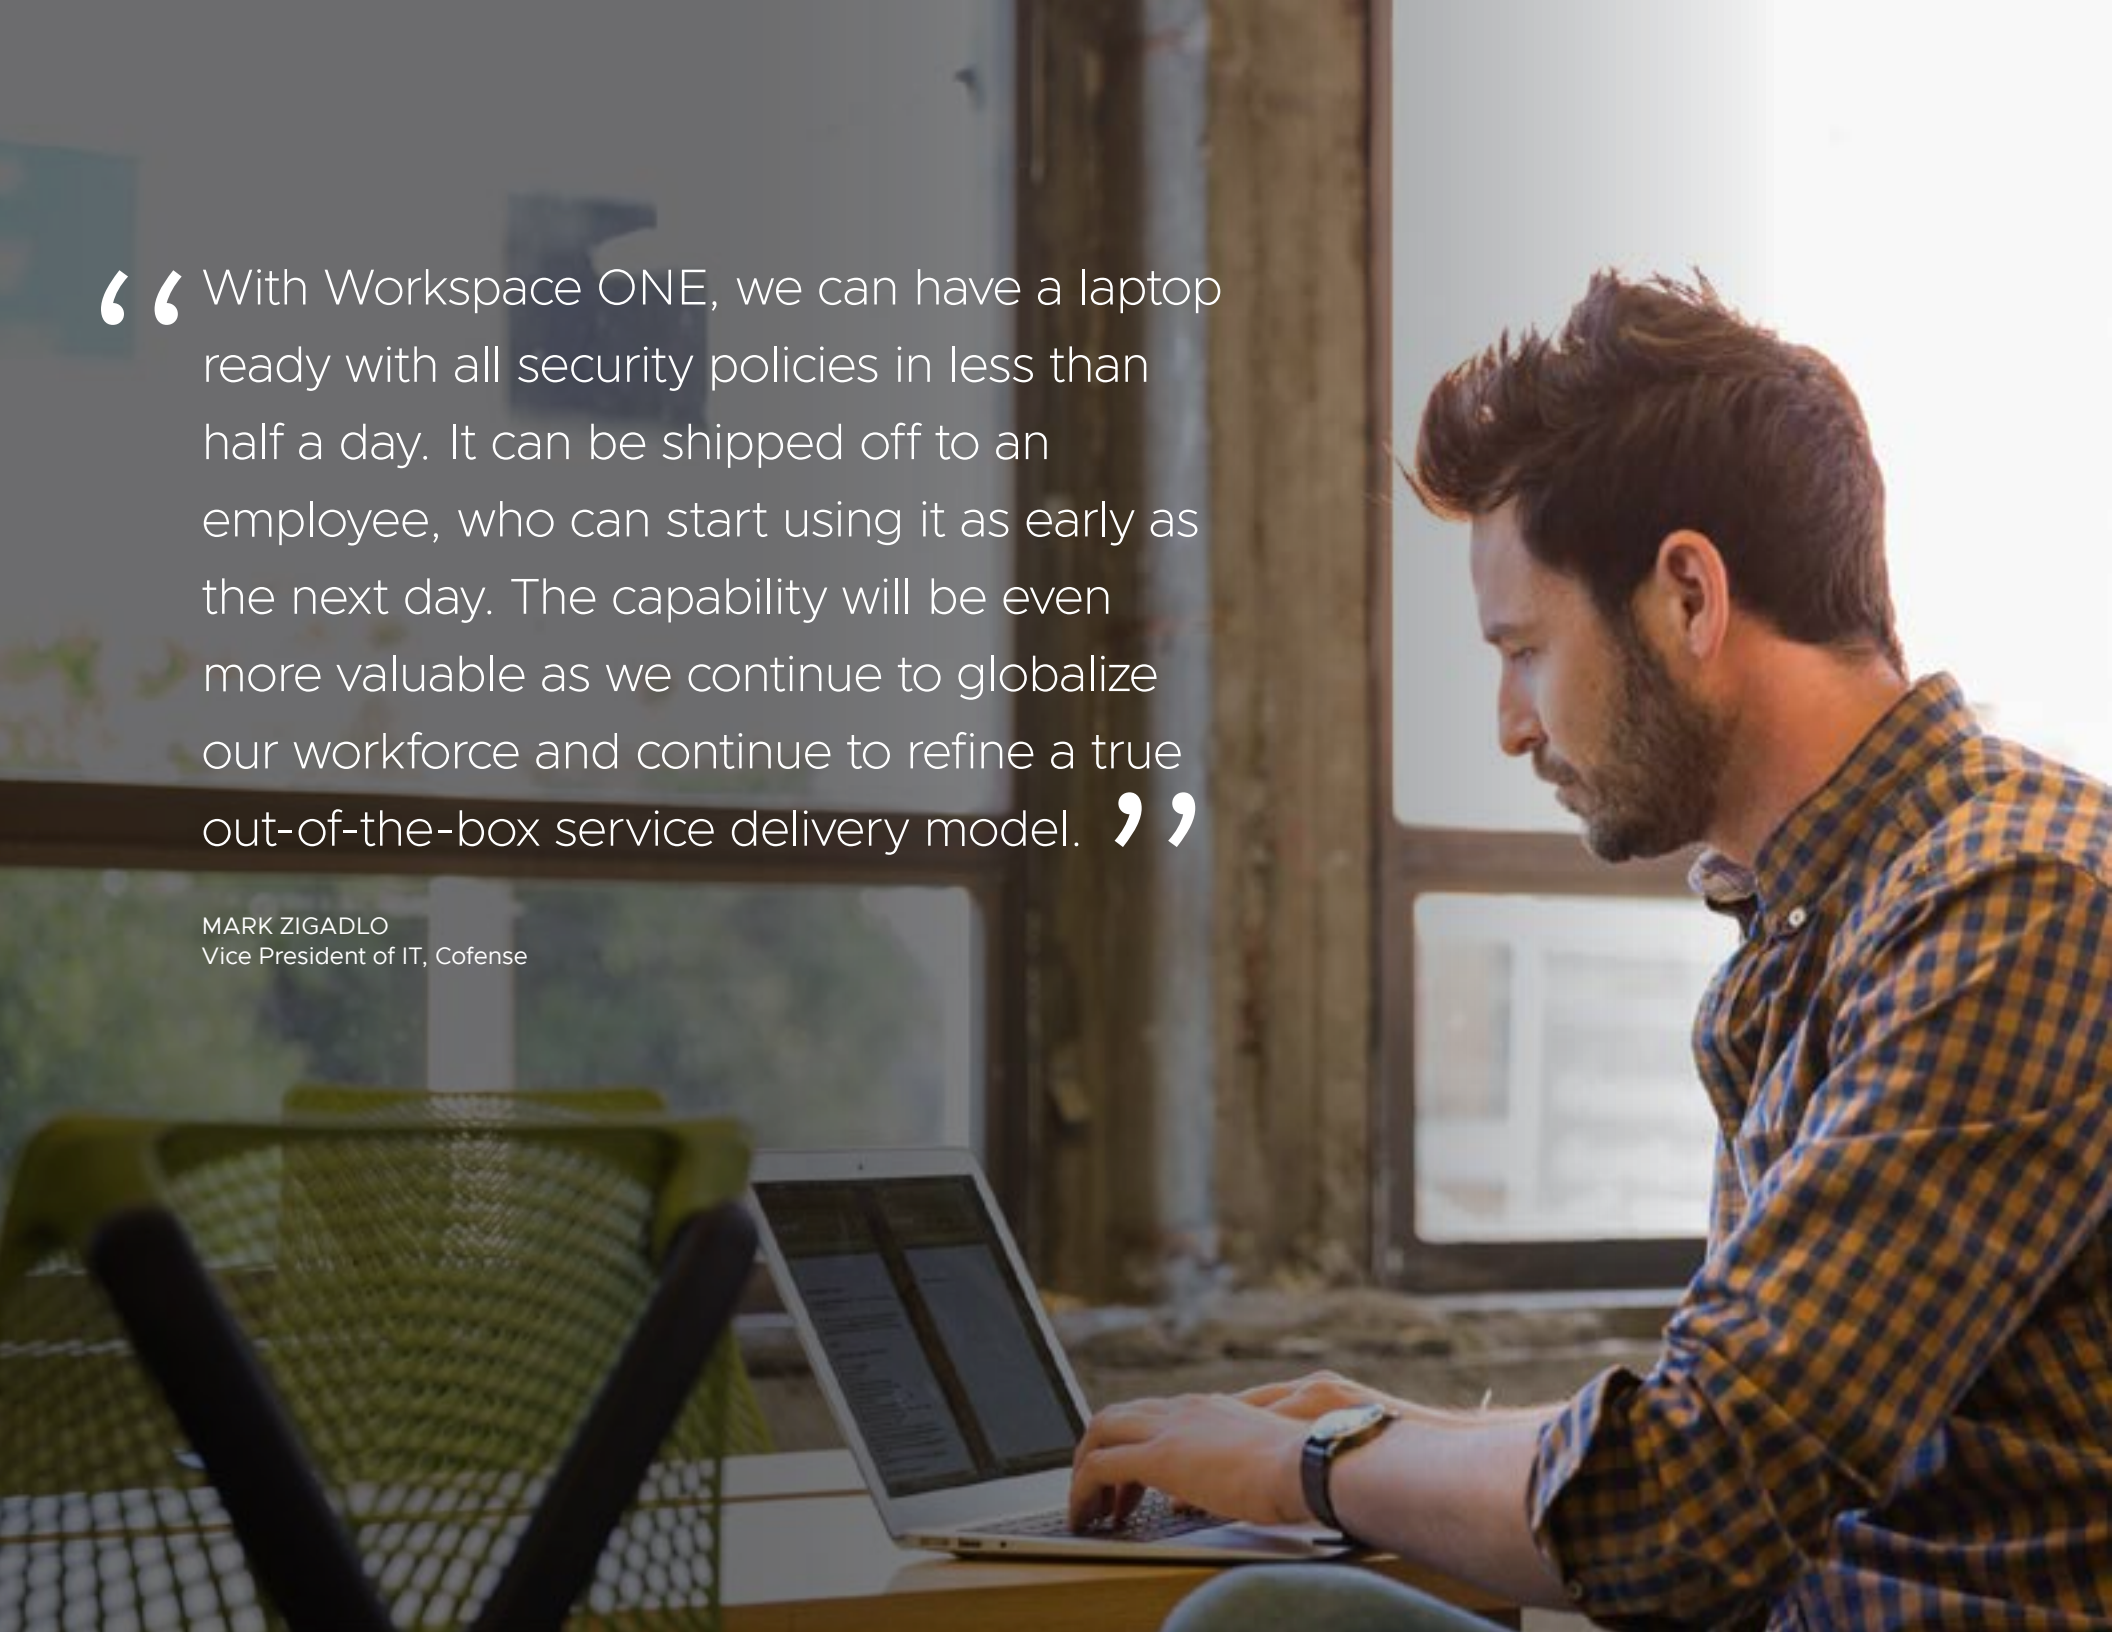 “With Workspace ONE, we can have a laptop
ready with all security policies in less than
half a day. It can be shipped off to an
employee, who can start using it as early as
the next day. The capability will be even
more valuable as we continue to globalize
our workforce and continue to refine a true
out-of-the-box service delivery model.”
MARK ZIGADLO
Vice President of IT, Cofense